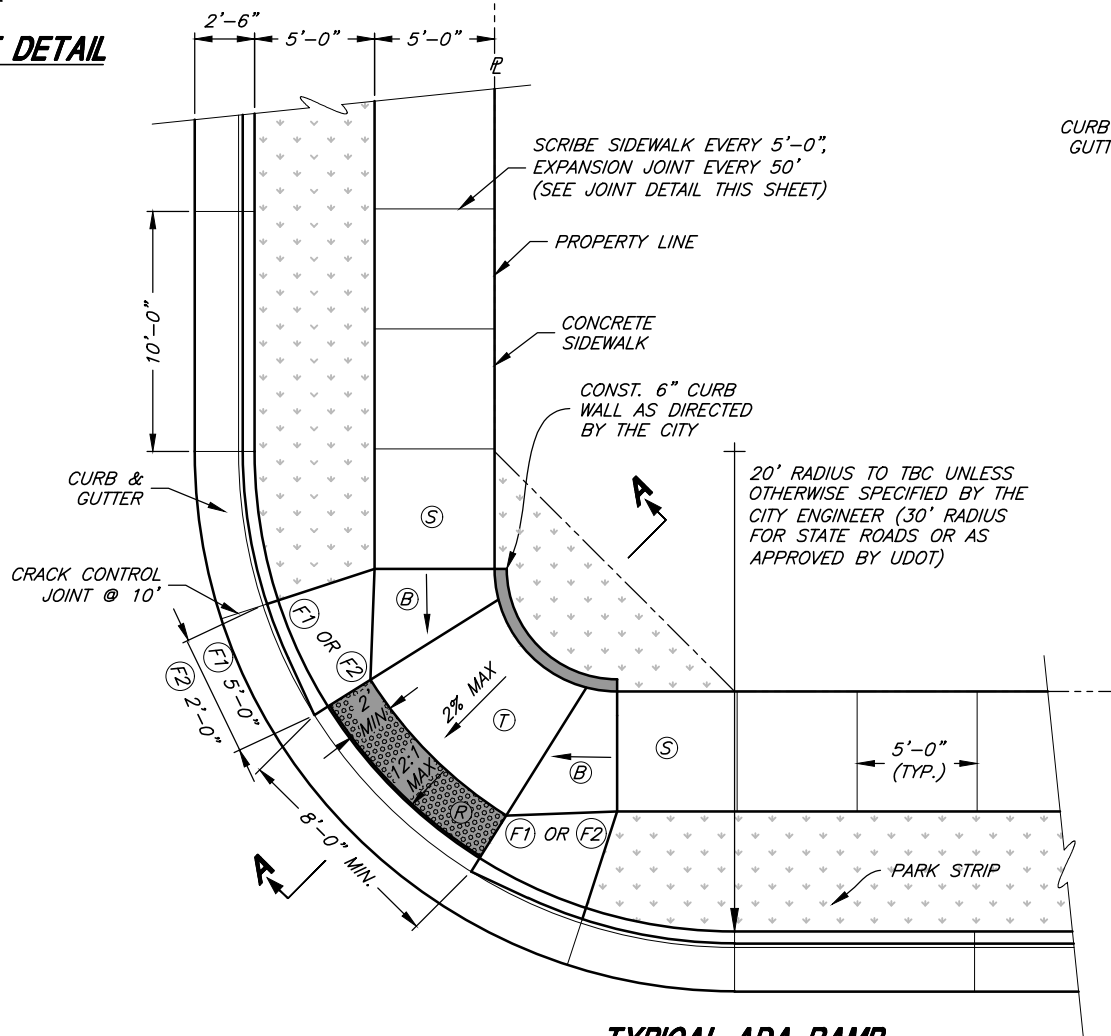 2'-6"
5'-0"
5'-0"
DETAIL
PL
SCRIBE SIDEWALK EVERY 5'-0",
EXPANSION JOINT EVERY 50'
(SEE JOINT DETAIL THIS SHEET)
CURB
PROPERTY LINE
10'-0"
CONCRETE
SIDEWALK
CONST. 6" CURB
WALL AS DIRECTED
BY THE CITY
CURB &
GUTTER
A
20' RADIUS TO TBC UNLESS
OTHERWISE SPECIFIED BY THE
CITY ENGINEER (30' RADIUS
FOR STATE ROADS OR AS
APPROVED BY UDOT)
S
CRACK CONTROL
JOINT @ 10'
B
F1 OR F2
F1 5'-0"
F2 2'-0"
2% MAX
T
2'
MIN
12:1
MAX
R
B
S
5'-0"
(TYP.)
8'-0" MIN.
F1 OR F2
A
PARK STRIP
TYPICAL ADA RAMP